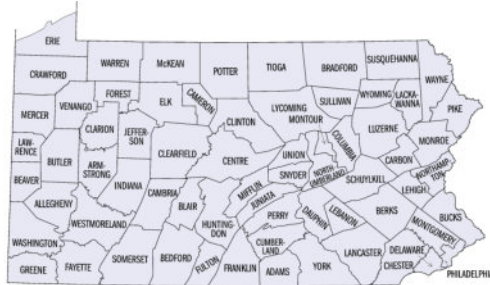 ERIE
CRAWFORD
WARREN
McKEAN
POTTER
TIOGA
BRADFORD
SUSQUEHANNA
WAYNE
WYOMING
LACKA-
WANNA
PIKE
MERCER
VENANGO
FOREST
ELK
CAMERON
CLINTON
LYCOMING
SULLIVAN
MONTOUR
COLUMBIA
LUZERNE
MONROE
LAW-
RENCE
BUTLER
CLARION
JEFFER-
SON
CLEARFIELD
CENTRE
UNION
SNYDER
NORTH
UMBERLAND
SCHUYLKILL
CARBON
NORTHAMP-
TON
LEHIGH
BEAVER
ARM-
STRONG
INDIANA
CAMBRIA
BLAIR
HUNTING-
DON
MIFFLIN
JUNIATA
PERRY
DAUPHIN
LEBANON
BERKS
BUCKS
MONTGOMERY
ALLEGHENY
WESTMORELAND
WASHINGTON
GREENE
FAYETTE
SOMERSET
BEDFORD
FULTON
FRANKLIN
CUMBER-
LAND
ADAMS
YORK
LANCASTER
CHESTER
DELAWARE
PHILADELPHI